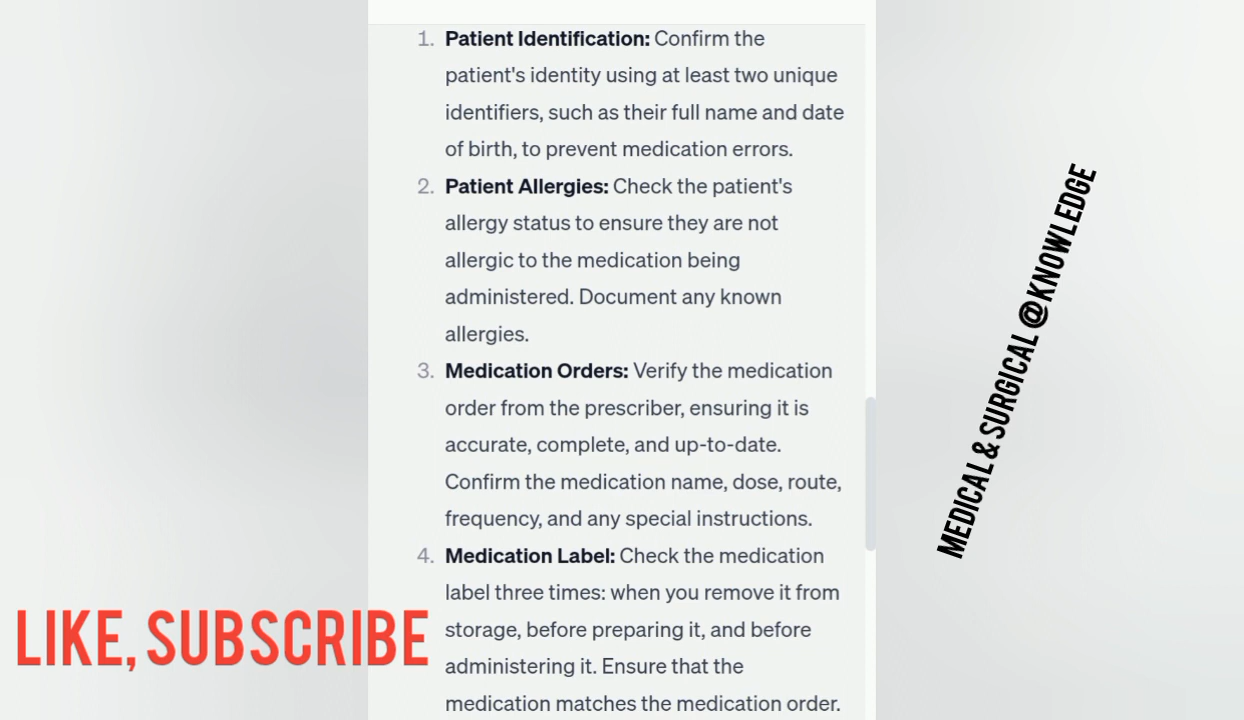 1. Patient Identification: Confirm the
patient's identity using at least two unique
identifiers, such as their full name and date
of birth, to prevent medication errors.
2. Patient Allergies: Check the patient's
allergy status to ensure they are not
allergic to the medication being
administered. Document any known
allergies.
3. Medication Orders: Verify the medication
order from the prescriber, ensuring it is
accurate, complete, and up-to-date.
Confirm the medication name, dose, route,
frequency, and any special instructions.
4. Medication Label: Check the medication
label three times: when you remove it from
storage, before preparing it, and before
administering it. Ensure that the
medication matches the medication order.
LIKE, SUBSCRIBE
MEDICAL & SURGICAL @KNOWLEDGE